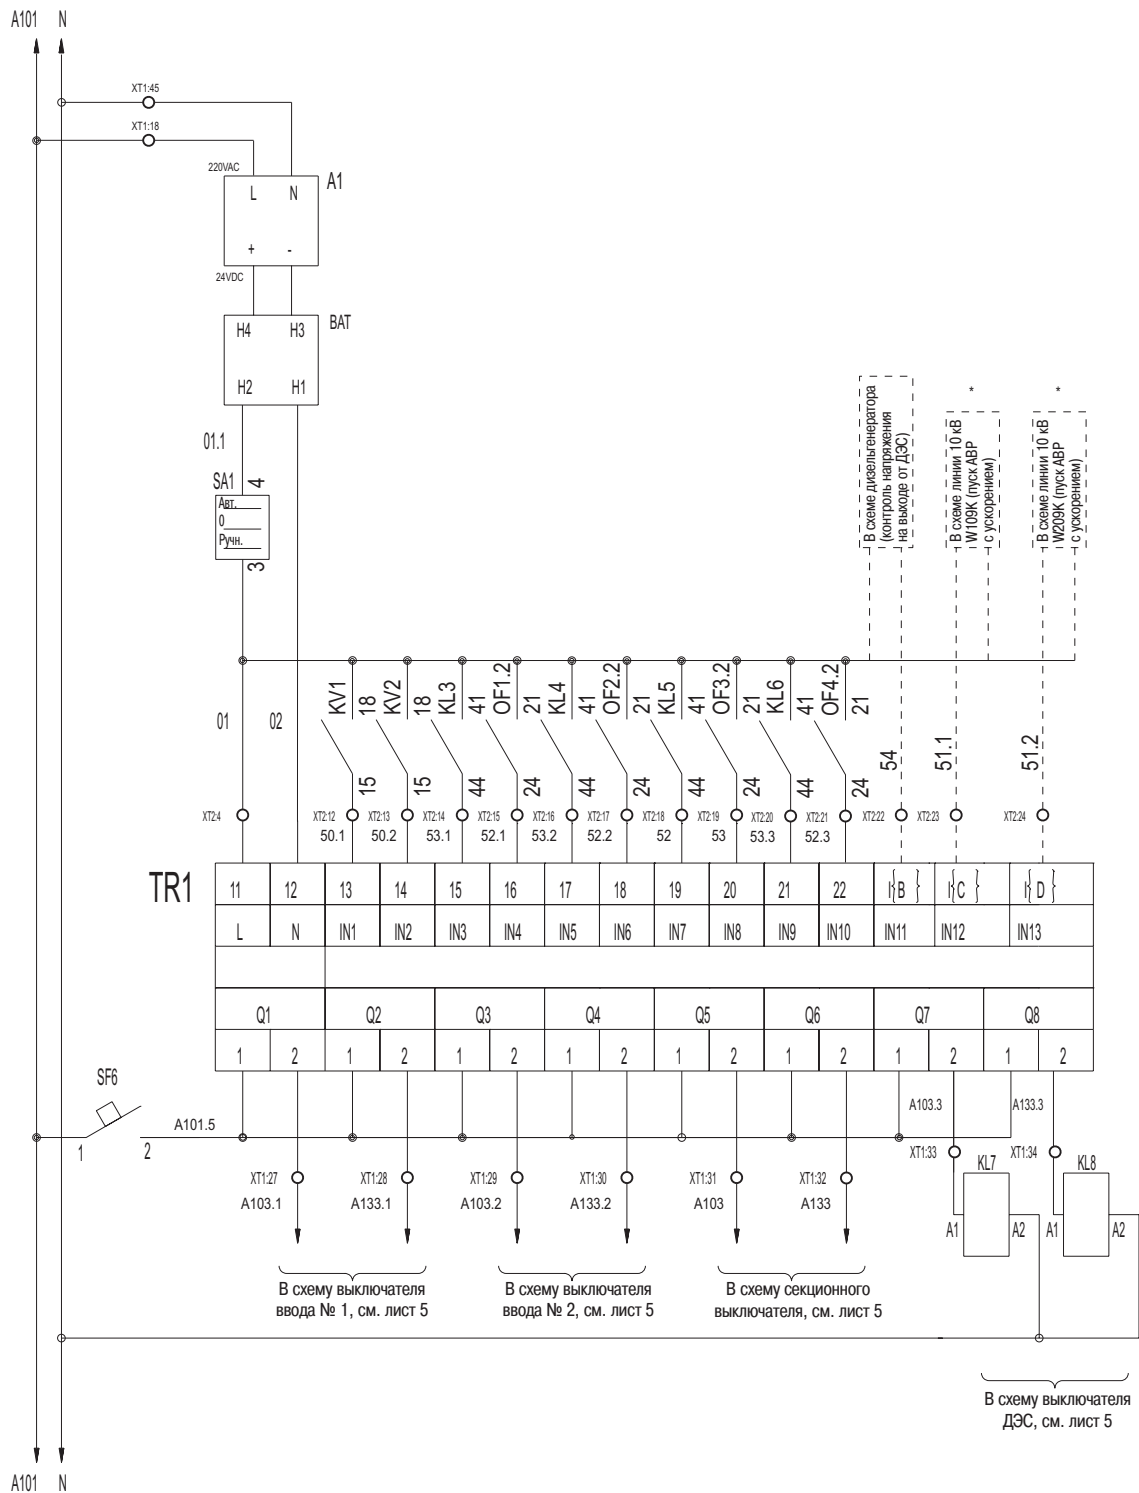 A101 N
XT1:45
XT1:18
220VAC
L N
A1
+ -
24VDC
BAT
H4 H3
H2 H1
01.1
SA1
4
Авт.
0
Ручн.
3
В схеме дизельгенератора
(контроль напряжения
на выходе от ДЭС)
*
В схеме линии 10 кВ
W109K (пуск АВР
с ускорением)
*
В схеме линии 10 кВ
W209K (пуск АВР
с ускорением)
01 02
KV1 18 KV2 18 KL3 41 OF1.2 21 KL4 41 OF2.2 21 KL5 41 OF3.2 21 KL6 41 OF4.2 21
15 15 44 24 44 24 44 24 44 24
54 51.1 51.2
XT2:4 XT2:12 XT2:13 XT2:14 XT2:15 XT2:16 XT2:17 XT2:18 XT2:19 XT2:20 XT2:21 XT2:22 XT2:23 XT2:24
50.1 50.2 53.1 52.1 53.2 52.2 52 53 53.3 52.3
TR1
11 12 13 14 15 16 17 18 19 20 21 22 I{B } I{C } I{ D }
L N IN1 IN2 IN3 IN4 IN5 IN6 IN7 IN8 IN9 IN10 IN11 IN12 IN13
Q1 Q2 Q3 Q4 Q5 Q6 Q7 Q8
1 2 1 2 1 2 1 2 1 2 1 2 1 2 1 2
SF6
1 2
A101.5
A103.3 A133.3
XT1:33 XT1:34
KL7 KL8
A1 A2 A1 A2
XT1:27 XT1:28 XT1:29 XT1:30 XT1:31 XT1:32
A103.1 A133.1 A103.2 A133.2 A103 A133
В схему выключателя
ввода № 1, см. лист 5
В схему выключателя
ввода № 2, см. лист 5
В схему секционного
выключателя, см. лист 5
В схему выключателя
ДЭС, см. лист 5
A101 N